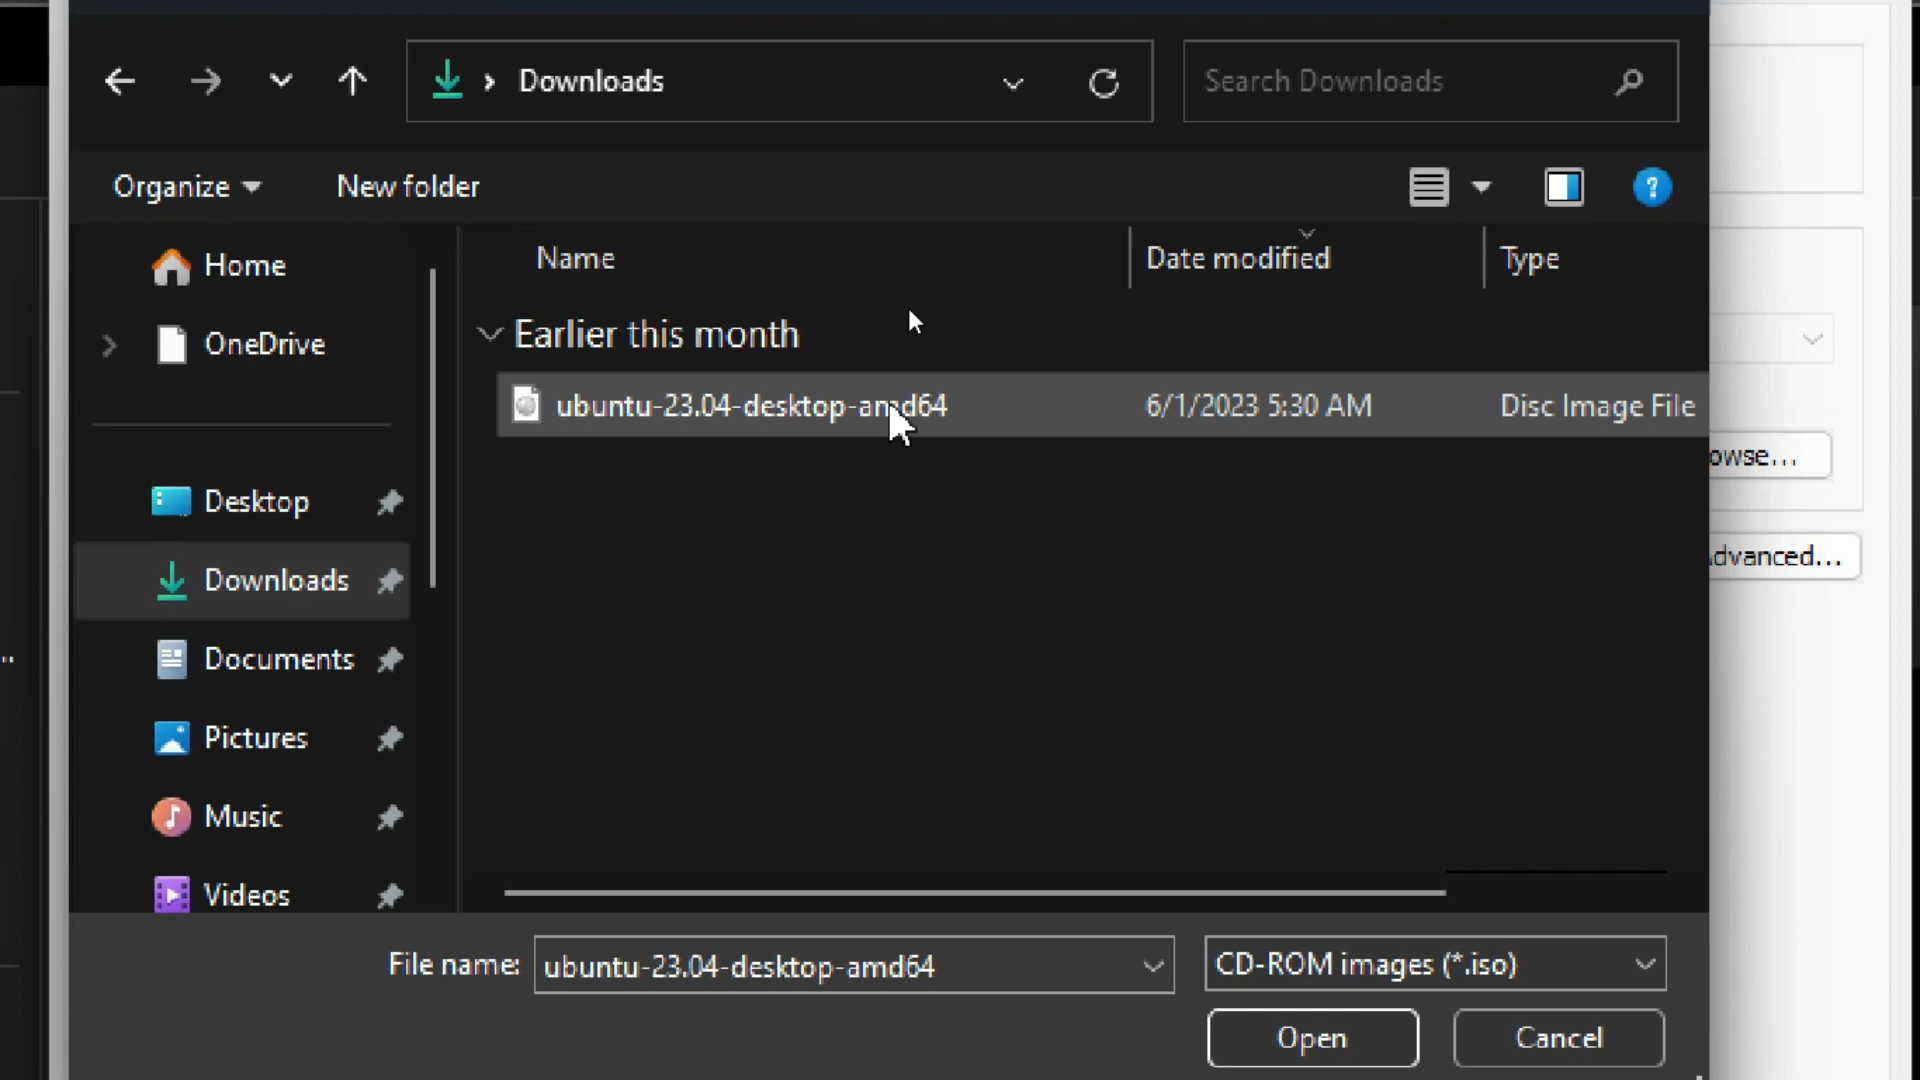 Downloads
Search Downloads
Organize
New folder
?
Home
OneDrive
Desktop
Downloads
Documents
Pictures
Music
Videos
Name
Date modified
Type
Earlier this month
ubuntu-23.04-desktop-amd64
6/1/2023 5:30 AM
Disc Image File
owse...
dvanced...
File name:
ubuntu-23.04-desktop-amd64
CD-ROM images (*.iso)
Open
Cancel